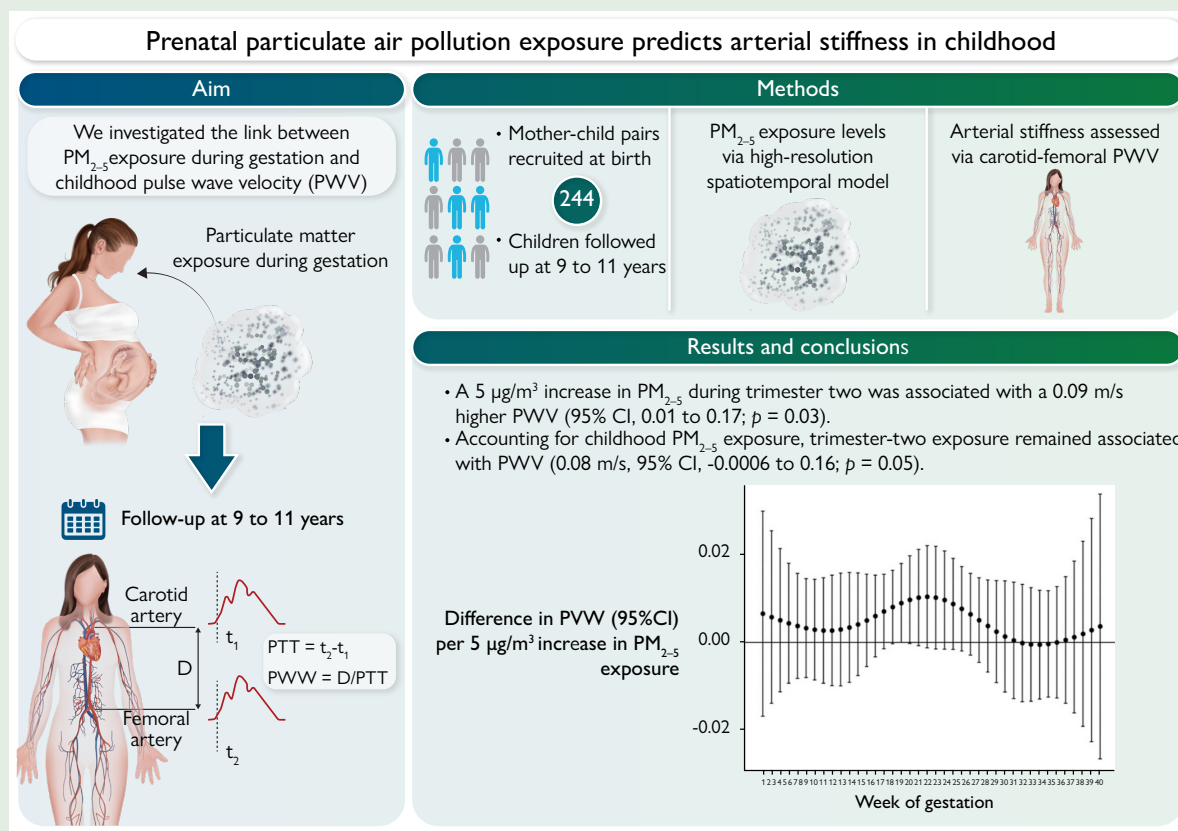 Prenatal particulate air pollution exposure predicts arterial stiffness in childhood
Aim
We investigated the link between
PM2–5 exposure during gestation and
childhood pulse wave velocity (PWV)
Particulate matter
exposure during gestation
Follow-up at 9 to 11 years
Carotid
artery
t1
D
PTT = t2-t1
PWW = D/PTT
Femoral
artery
t2
Methods
• Mother-child pairs
recruited at birth
244
• Children followed
up at 9 to 11 years
PM2–5 exposure levels
via high-resolution
spatiotemporal model
Arterial stiffness assessed
via carotid-femoral PWV
Results and conclusions
• A 5 µg/m³ increase in PM2–5 during trimester two was associated with a 0.09 m/s
higher PWV (95% CI, 0.01 to 0.17; p = 0.03).
• Accounting for childhood PM2–5 exposure, trimester-two exposure remained associated
with PWV (0.08 m/s, 95% CI, -0.0006 to 0.16; p = 0.05).
Difference in PVW (95%CI)
per 5 µg/m³ increase in PM2–5
exposure
0.02
0.00
-0.02
1 2 3 4 5 6 7 8 9 10 11 12 13 14 15 16 17 18 19 20 21 22 23 24 25 26 27 28 29 30 31 32 33 34 35 36 37 38 39 40
Week of gestation